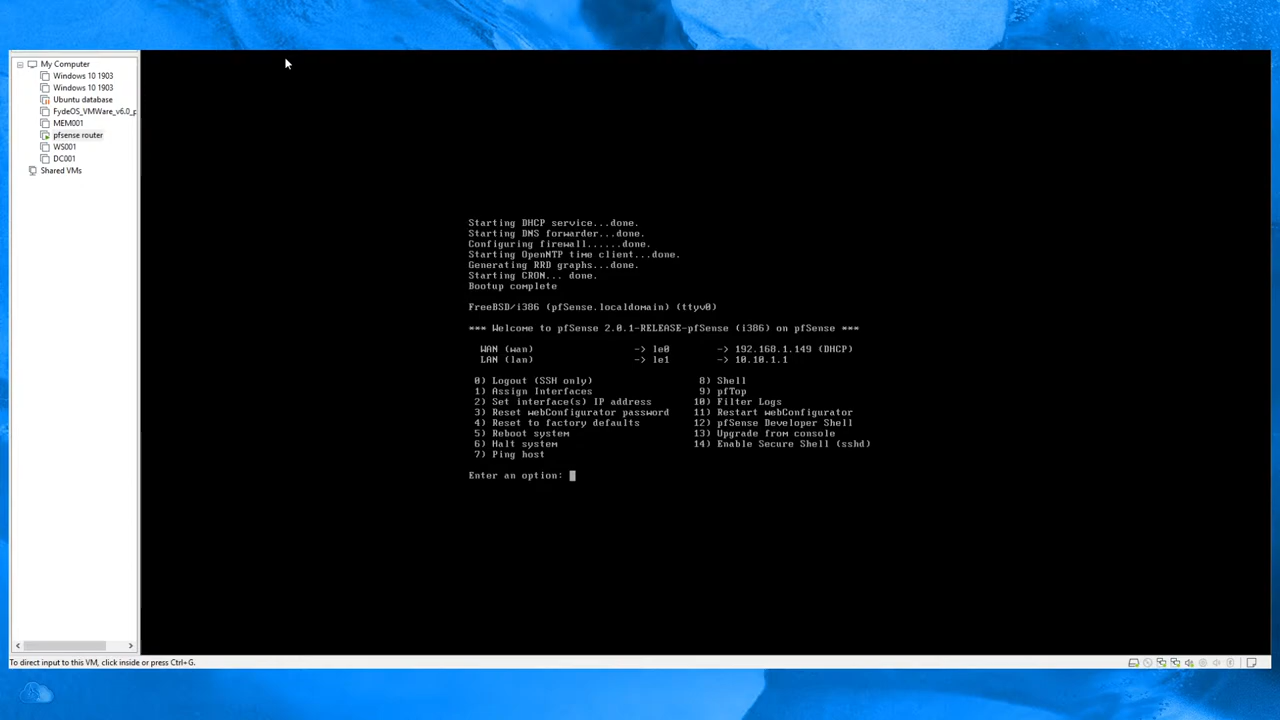 My Computer
Windows 10 1903
Windows 10 1903
Ubuntu database
FydeOS_VMWare_v6.0_p
MEM001
pfsense router
WS001
DC001
Shared VMs
Starting DHCP service...done.
Starting DNS forwarder...done.
Configuring firewall......done.
Starting OpenNTP time client...done.
Generating RRD graphs...done.
Starting CRON... done.
Bootup complete
FreeBSD/i386 (pfSense.localdomain) (ttyv0)
*** Welcome to pfSense 2.0.1-RELEASE-pfSense (i386) on pfSense ***
WAN (wan) -> le0 -> 192.168.1.149 (DHCP)
LAN (lan) -> le1 -> 10.10.1.1
0) Logout (SSH only) 8) Shell
1) Assign Interfaces 9) pfTop
2) Set interface(s) IP address 10) Filter Logs
3) Reset webConfigurator password 11) Restart webConfigurator
4) Reset to factory defaults 12) pfSense Developer Shell
5) Reboot system 13) Upgrade from console
6) Halt system 14) Enable Secure Shell (sshd)
7) Ping host
Enter an option:
To direct input to this VM, click inside or press Ctrl+G.